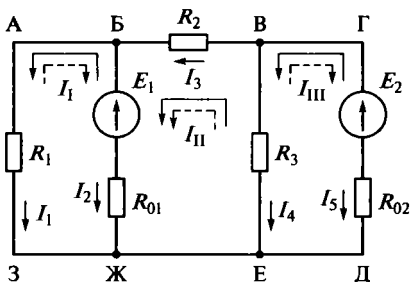 А Б R₂ В Г
I₃
I_I E₁ I_II I_III E₂
R₁ R₃
I₁ I₂ R₀₁ I₄ I₅ R₀₂
З Ж Е Д